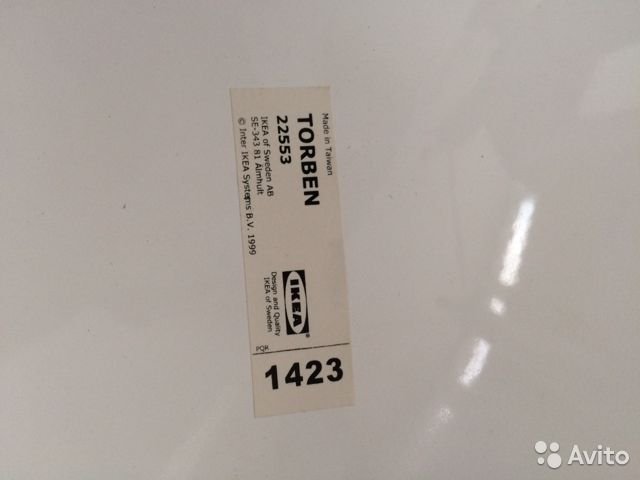 Made in Taiwan
TORBEN
22553
IKEA of Sweden AB
SE-343 81 Älmhult
© Inter IKEA Systems B.V. 1999
IKEA
Design and Quality
IKEA of Sweden
PQR
1423
Avito